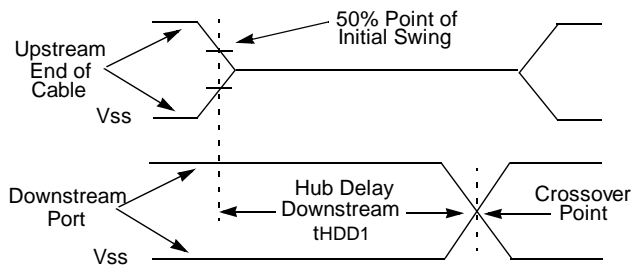 50% Point of
Initial Swing
Upstream
End of
Cable
Vss
Downstream
Port
Hub Delay
Downstream
tHDD1
Crossover
Point
Vss